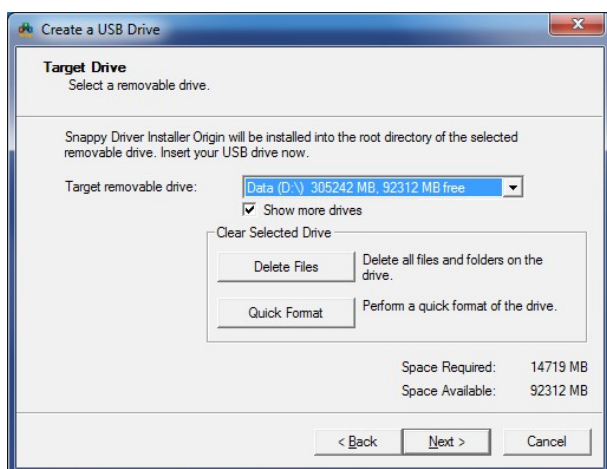 Create a USB Drive
Target Drive
Select a removable drive.
Snappy Driver Installer Origin will be installed into the root directory of the selected
removable drive. Insert your USB drive now.
Target removable drive:
Data (D:\) 305242 MB, 92312 MB free
Show more drives
Clear Selected Drive
Delete Files
Delete all files and folders on the
drive.
Quick Format
Perform a quick format of the drive.
Space Required: 14719 MB
Space Available: 92312 MB
< Back
Next >
Cancel